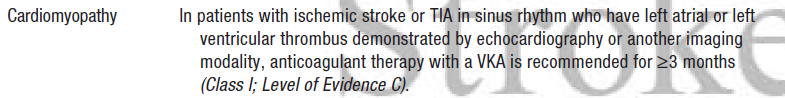 Cardiomyopathy In patients with ischemic stroke or TIA in sinus rhythm who have left atrial or left
ventricular thrombus demonstrated by echocardiography or another imaging
modality, anticoagulant therapy with a VKA is recommended for ≥3 months
(Class I; Level of Evidence C).
Stroke